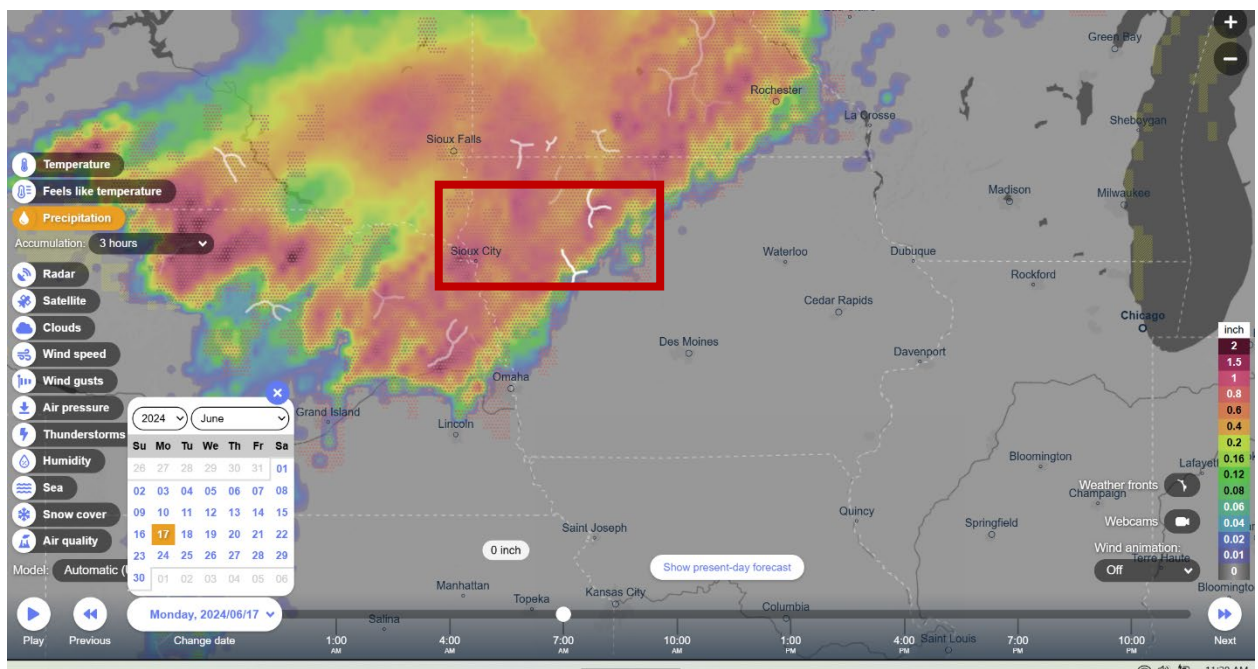 Green Bay
+
−
Rochester
La Crosse
Sheboygan
Sioux Falls
Temperature
Feels like temperature
Madison
Milwaukee
Precipitation
Accumulation: 3 hours
Sioux City
Waterloo
Dubuque
Radar
Rockford
Satellite
Cedar Rapids
Clouds
Chicago
Wind speed
Des Moines
Davenport
Wind gusts
Omaha
Air pressure
Grand Island
Lincoln
Thunderstorms
Humidity
Sea
Snow cover
Air quality
Model: Automatic (
2024 June
Su Mo Tu We Th Fr Sa
26 27 28 29 30 31 01
02 03 04 05 06 07 08
09 10 11 12 13 14 15
16 17 18 19 20 21 22
23 24 25 26 27 28 29
30 01 02 03 04 05 06
inch
2
1.5
1
0.8
0.6
0.4
0.2
0.16
0.12
0.08
0.06
0.04
0.02
0.01
0
Bloomington
Lafayet
Weather fronts
Champaign
Quincy
Springfield
Webcams
Saint Joseph
Wind animation:
Terre Haute
Off
0 inch
Show present-day forecast
Manhattan
Topeka
Kansas City
Columbia
Bloomingto
Salina
Saint Louis
Play
Previous
Monday, 2024/06/17
Change date
1:00 AM
4:00 AM
7:00 AM
10:00 AM
1:00 PM
4:00 PM
7:00 PM
10:00 PM
Next